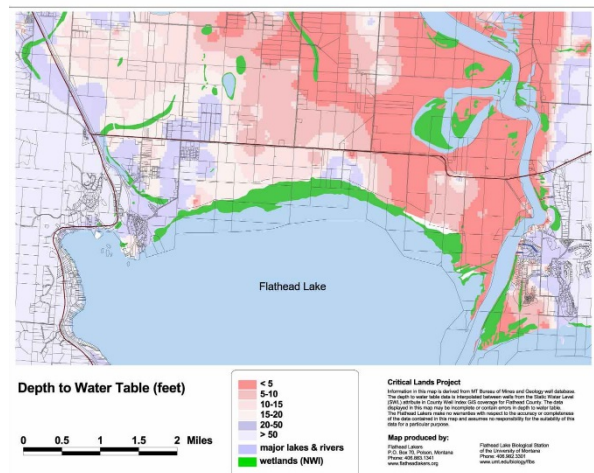 Flathead Lake
Depth to Water Table (feet)
0 0.5 1 1.5 2 Miles
< 5
5-10
10-15
15-20
20-50
> 50
major lakes & rivers
wetlands (NWI)
Critical Lands Project
Information in this map is derived from MT Bureau of Mines and Geology well database.
The depth to water table data is interpolated between wells from the Static Water Level
(SWL) attribute in County Well Index GIS coverage for Flathead County. The data
displayed in this map may be incomplete or contain errors in depth to water table.
The Flathead Lakers make no warranties with respect to the accuracy or completeness
of the data contained in this map and assumes no responsibility for the suitability of this
data for a particular purpose.
Map produced by:
Flathead Lakers
P.O. Box 70, Polson, Montana
Phone: 406.883.1341
www.flatheadlakers.org
Flathead Lake Biological Station
of the University of Montana
Phone: 406.982.3301
www.umt.edu/flbs